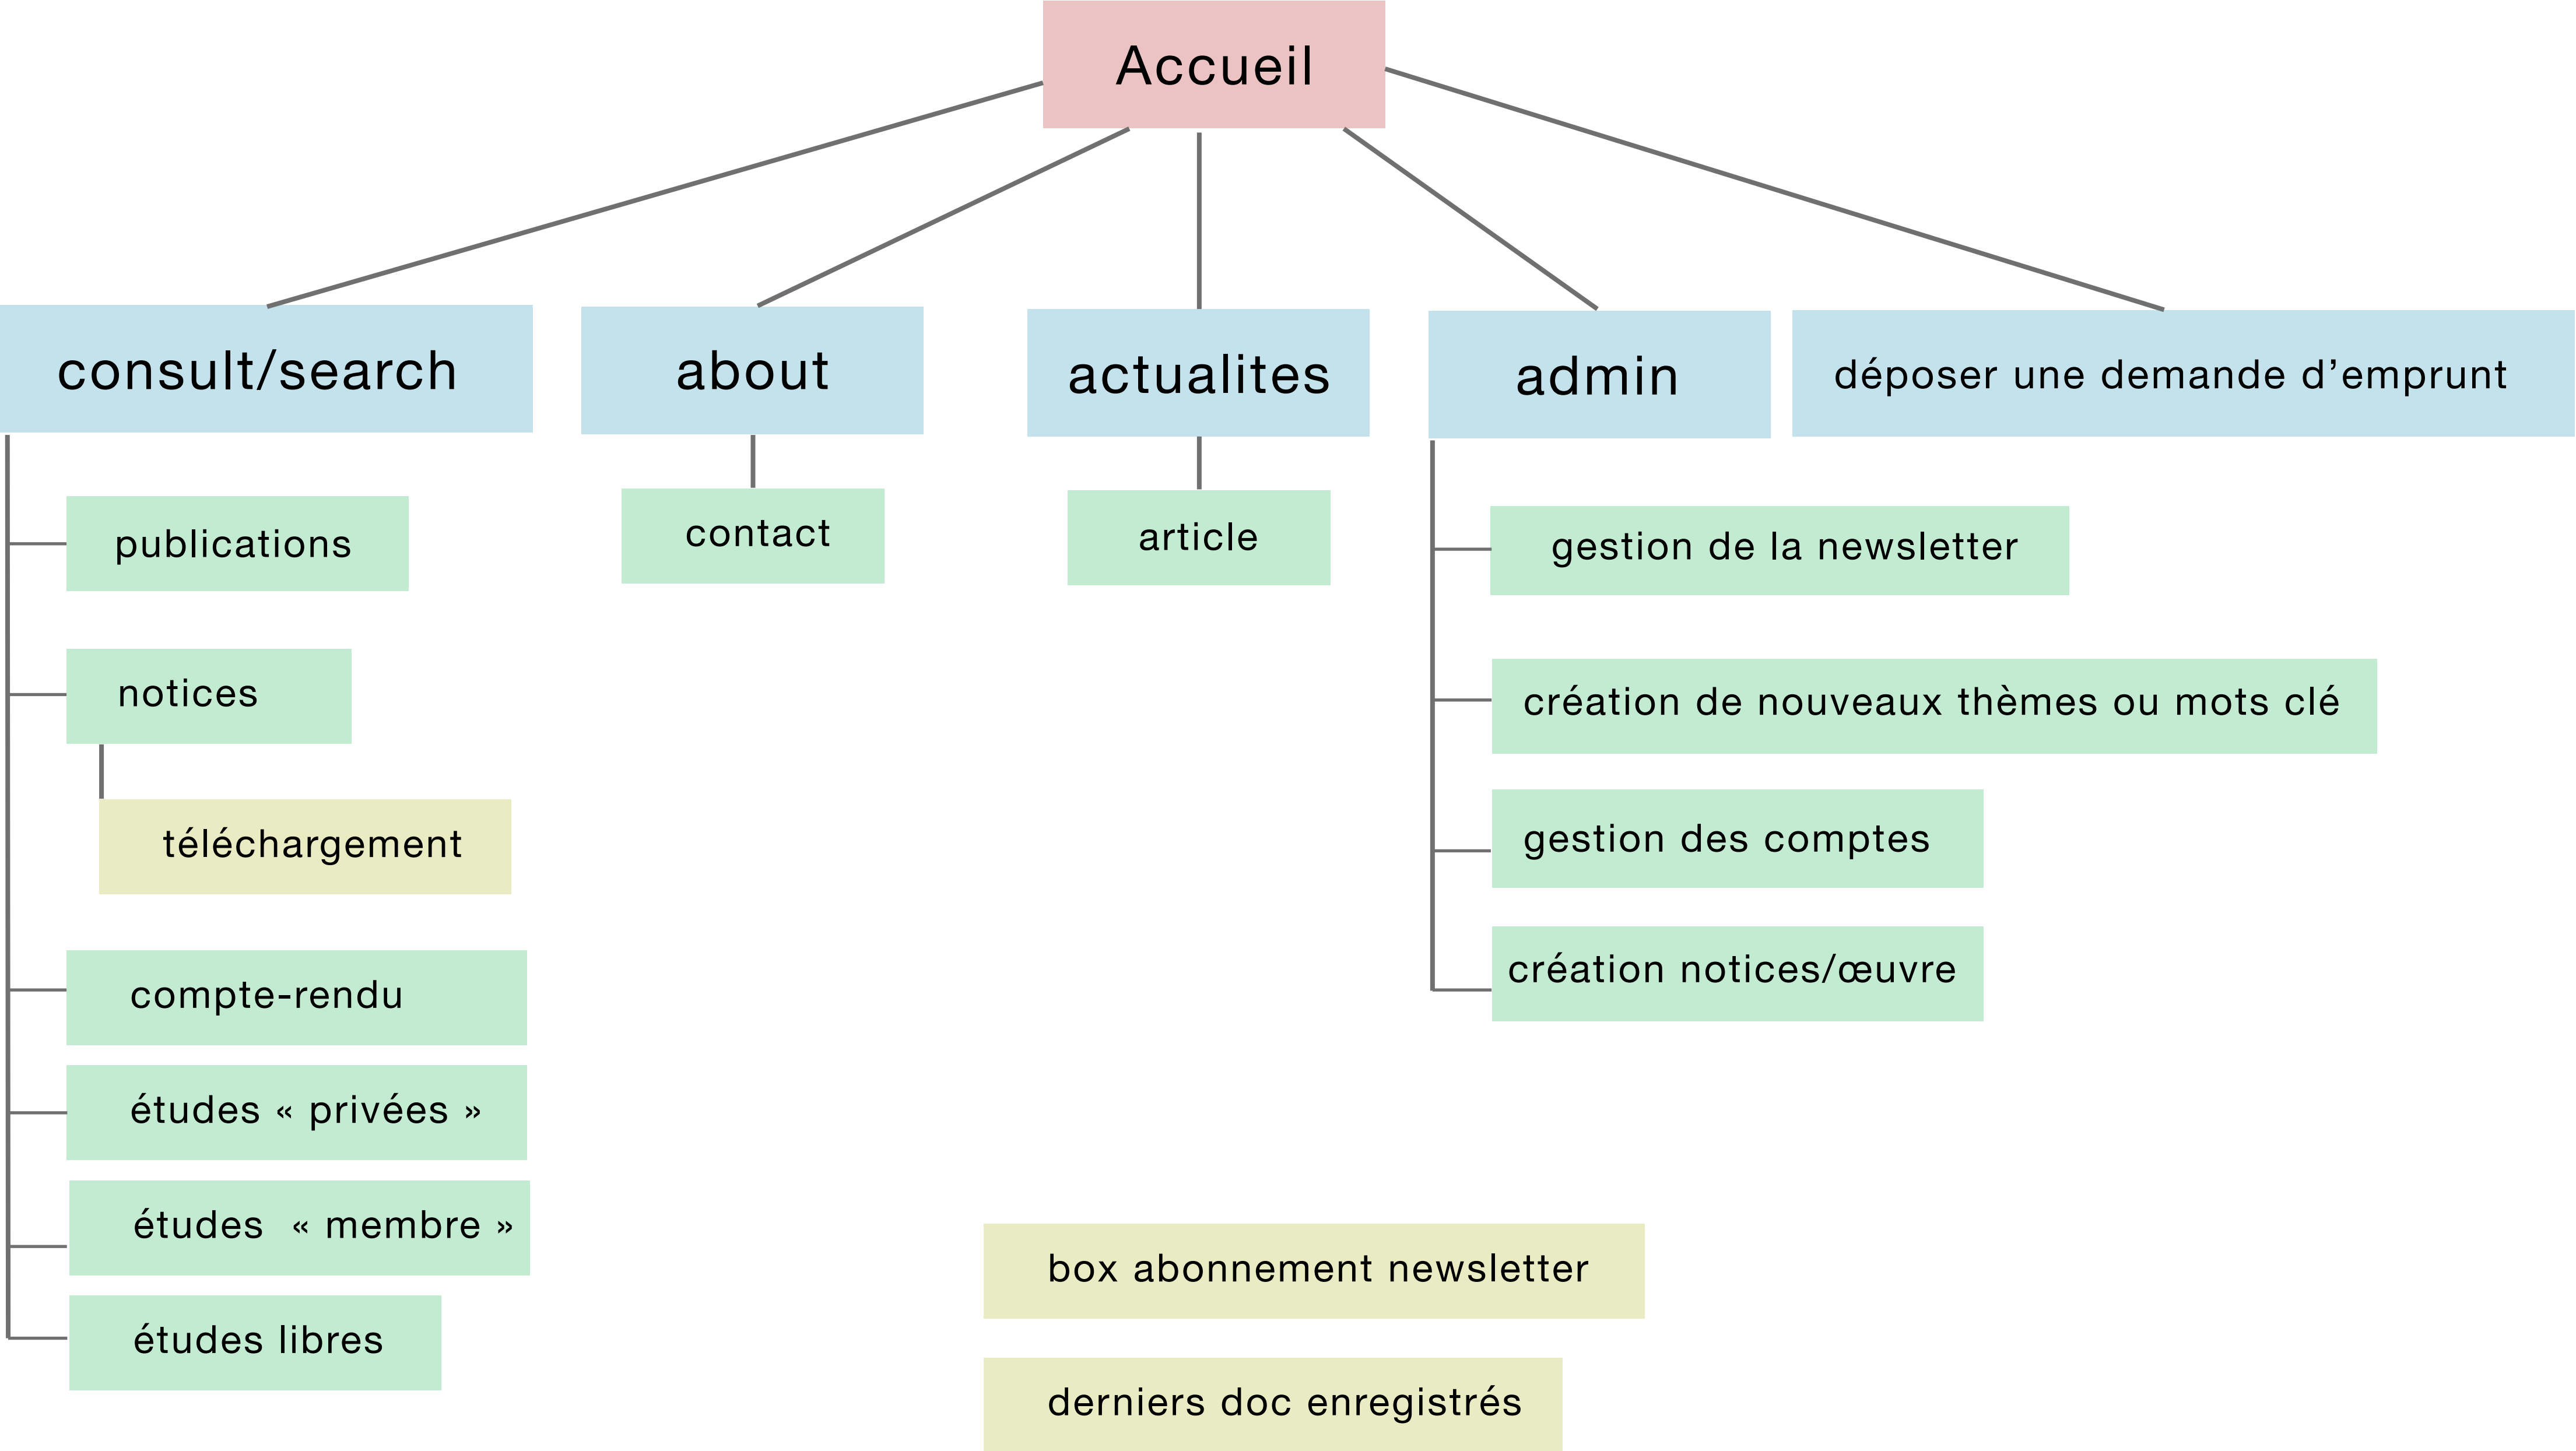 Accueil
consult/search
about
actualites
admin
déposer une demande d’emprunt
publications
notices
téléchargement
compte-rendu
études « privées »
études  « membre »
études libres
contact
article
gestion de la newsletter
création de nouveaux thèmes ou mots clé
gestion des comptes
création notices/œuvre
box abonnement newsletter
derniers doc enregistrés